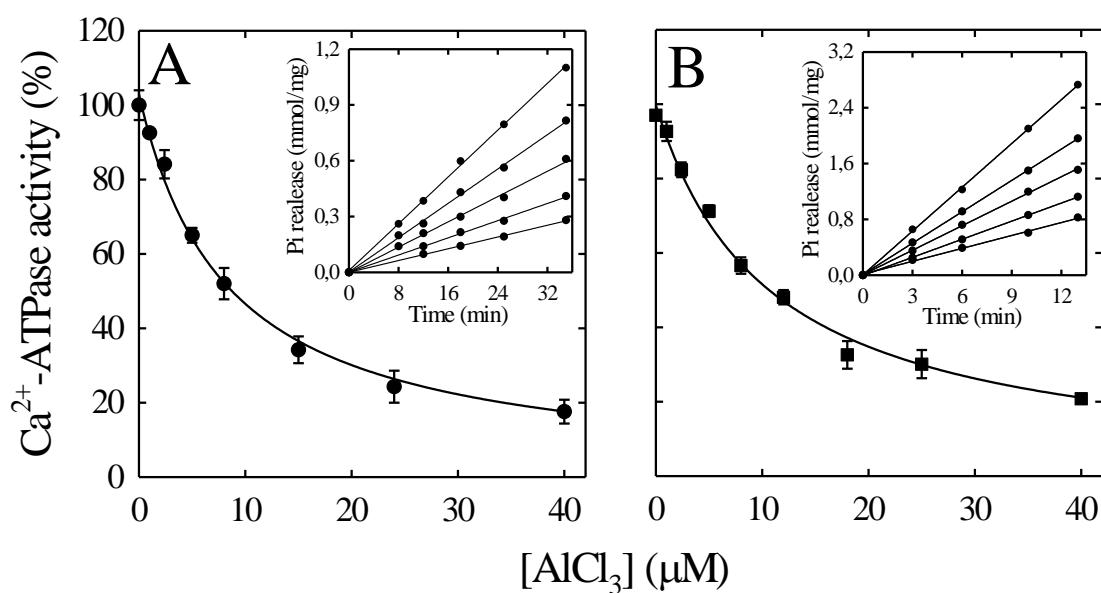 Ca2+-ATPase activity (%)
120
100
80
60
40
20
0
A
Pi release (mmol/mg)
1,2
0,9
0,6
0,3
0,0
0 8 16 24 32
Time (min)
0 10 20 30 40
B
Pi realease (mmol/mg)
3,2
2,4
1,6
0,8
0,0
0 3 6 9 12
Time (min)
0 10 20 30 40
[AlCl3] (μM)